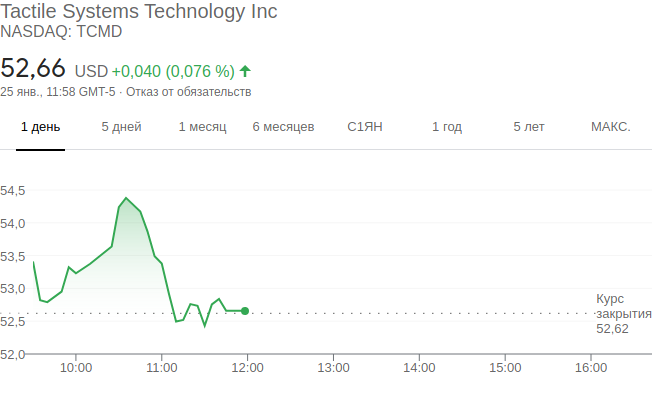 Tactile Systems Technology Inc
NASDAQ: TCMD
52,66 USD +0,040 (0,076 %)
25 янв., 11:58 GMT-5 · Отказ от обязательств
1 день 5 дней 1 месяц 6 месяцев С1ЯН 1 год 5 лет МАКС.
54,5
54,0
53,5
53,0
Курс
закрытия
52,62
52,5
52,0
10:00 11:00 12:00 13:00 14:00 15:00 16:00